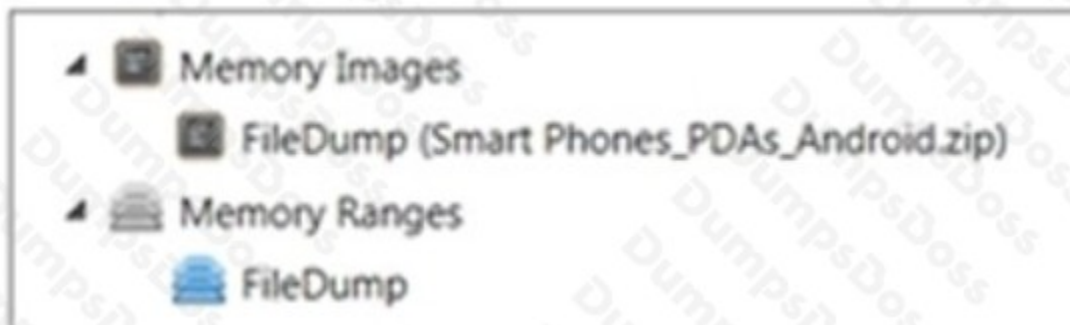 Memory Images
FileDump (Smart Phones_PDAs_Android.zip)
Memory Ranges
FileDump